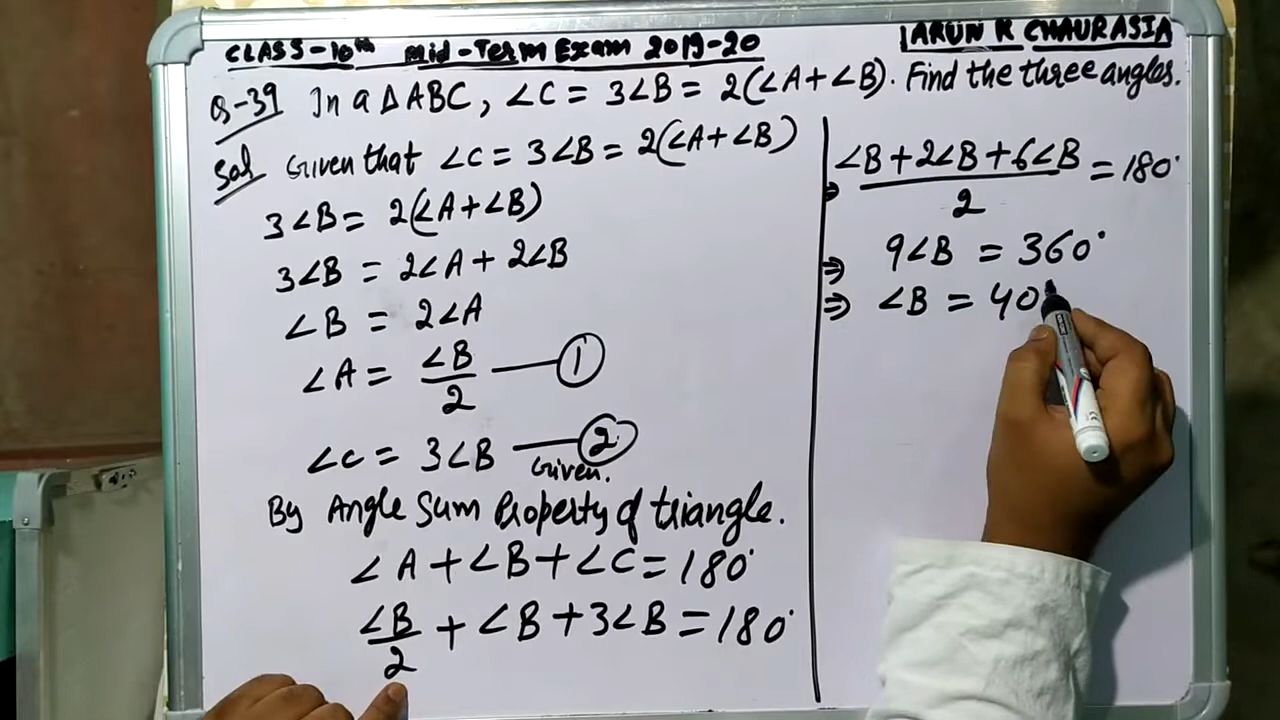 CLASS-10th Mid-Term Exam 2019-20
TARUN K CHAURASIA
Q-39 In a △ABC, ∠C = 3∠B = 2(∠A+∠B). Find the three angles.
Sol Given that ∠C = 3∠B = 2(∠A+∠B)
3∠B = 2(∠A+∠B)
3∠B = 2∠A + 2∠B
∠B = 2∠A
∠A = ∠B/2 — ①
∠C = 3∠B — ②
Given.
By Angle Sum Property of triangle.
∠A+∠B+∠C = 180°
∠B/2 + ∠B + 3∠B = 180°
⇒ (∠B+2∠B+6∠B)/2 = 180°
⇒ 9∠B = 360°
⇒ ∠B = 40